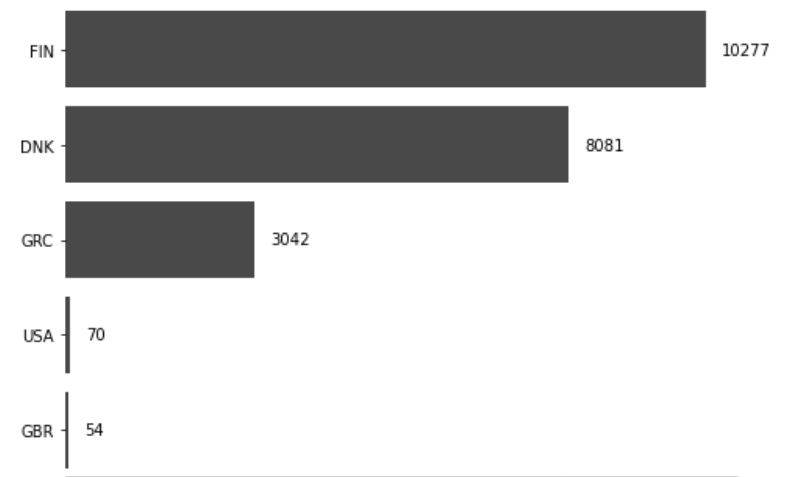 FIN 10277
DNK 8081
GRC 3042
USA 70
GBR 54